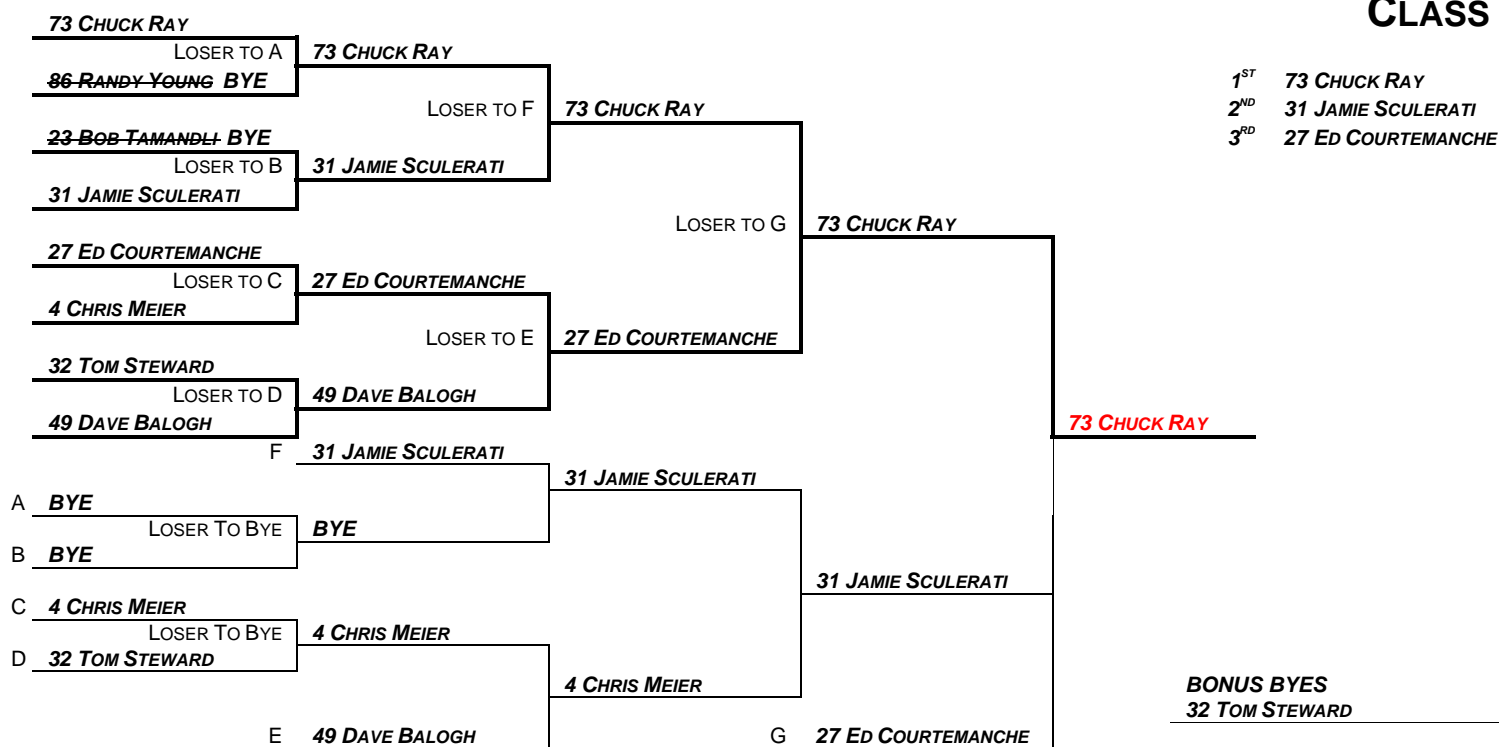 CLASS
73 CHUCK RAY
LOSER TO A
73 CHUCK RAY
86 RANDY YOUNG BYE
LOSER TO F
73 CHUCK RAY
23 BOB TAMANDLI BYE
LOSER TO B
31 JAMIE SCULERATI
31 JAMIE SCULERATI
LOSER TO G
73 CHUCK RAY
27 ED COURTEMANCHE
LOSER TO C
27 ED COURTEMANCHE
4 CHRIS MEIER
LOSER TO E
27 ED COURTEMANCHE
32 TOM STEWARD
LOSER TO D
49 DAVE BALOGH
49 DAVE BALOGH
73 CHUCK RAY
1ST 73 CHUCK RAY
2ND 31 JAMIE SCULERATI
3RD 27 ED COURTEMANCHE
F 31 JAMIE SCULERATI
31 JAMIE SCULERATI
A BYE
LOSER TO BYE
BYE
B BYE
31 JAMIE SCULERATI
C 4 CHRIS MEIER
LOSER TO BYE
4 CHRIS MEIER
D 32 TOM STEWARD
4 CHRIS MEIER
E 49 DAVE BALOGH
G 27 ED COURTEMANCHE
BONUS BYES
32 TOM STEWARD